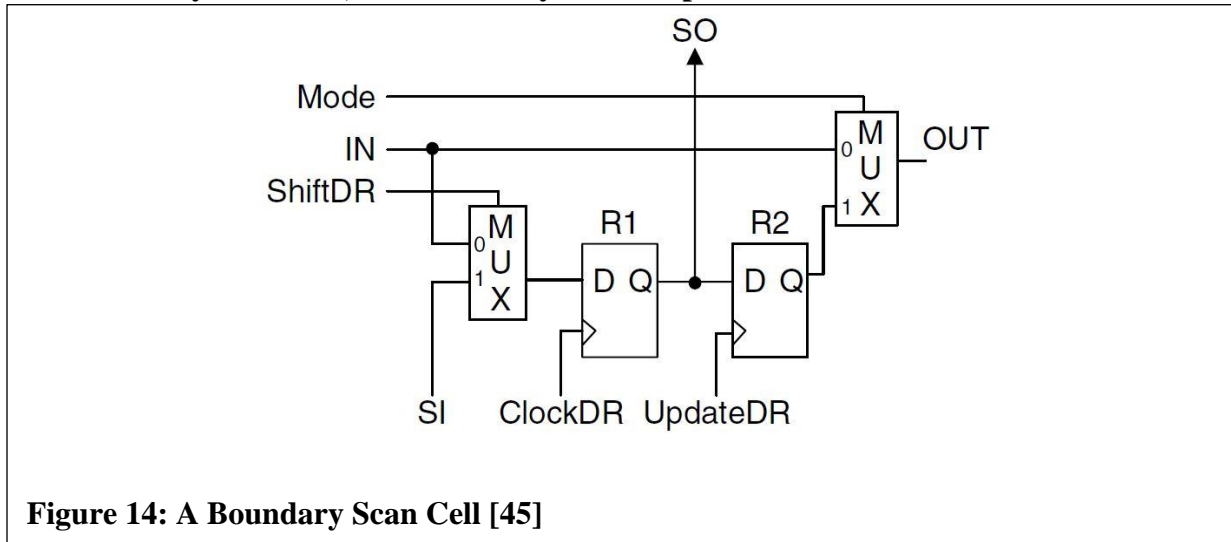 SO
Mode
IN
ShiftDR
0
M
U
X
1
OUT
0
M
U
X
1
R1
D Q
R2
D Q
SI
ClockDR
UpdateDR
Figure 14: A Boundary Scan Cell [45]